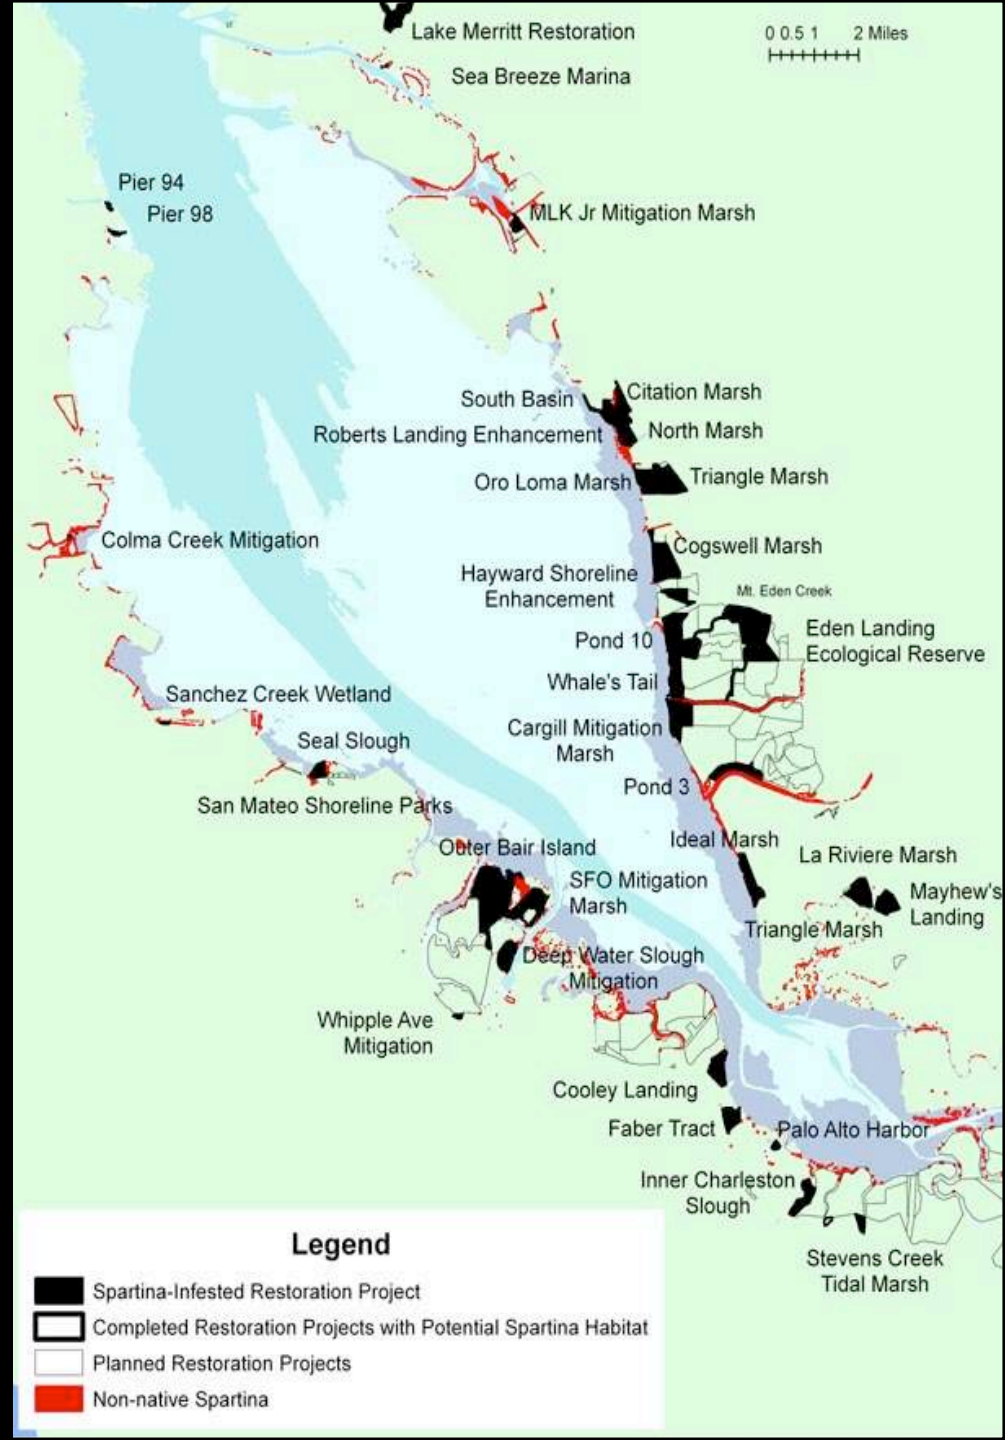 Lake Merritt Restoration
0 0.5 1 2 Miles
Sea Breeze Marina
Pier 94
Pier 98
MLK Jr Mitigation Marsh
South Basin
Citation Marsh
Roberts Landing Enhancement
North Marsh
Oro Loma Marsh
Triangle Marsh
Colma Creek Mitigation
Cogswell Marsh
Hayward Shoreline
Enhancement
Mt. Eden Creek
Pond 10
Eden Landing
Ecological Reserve
Whale's Tail
Sanchez Creek Wetland
Cargill Mitigation
Marsh
Seal Slough
Pond 3
San Mateo Shoreline Parks
Ideal Marsh
Outer Bair Island
La Riviere Marsh
SFO Mitigation
Marsh
Mayhew's
Landing
Triangle Marsh
Deep Water Slough
Mitigation
Whipple Ave
Mitigation
Cooley Landing
Faber Tract
Palo Alto Harbor
Inner Charleston
Slough
Stevens Creek
Tidal Marsh
Legend
Spartina-Infested Restoration Project
Completed Restoration Projects with Potential Spartina Habitat
Planned Restoration Projects
Non-native Spartina